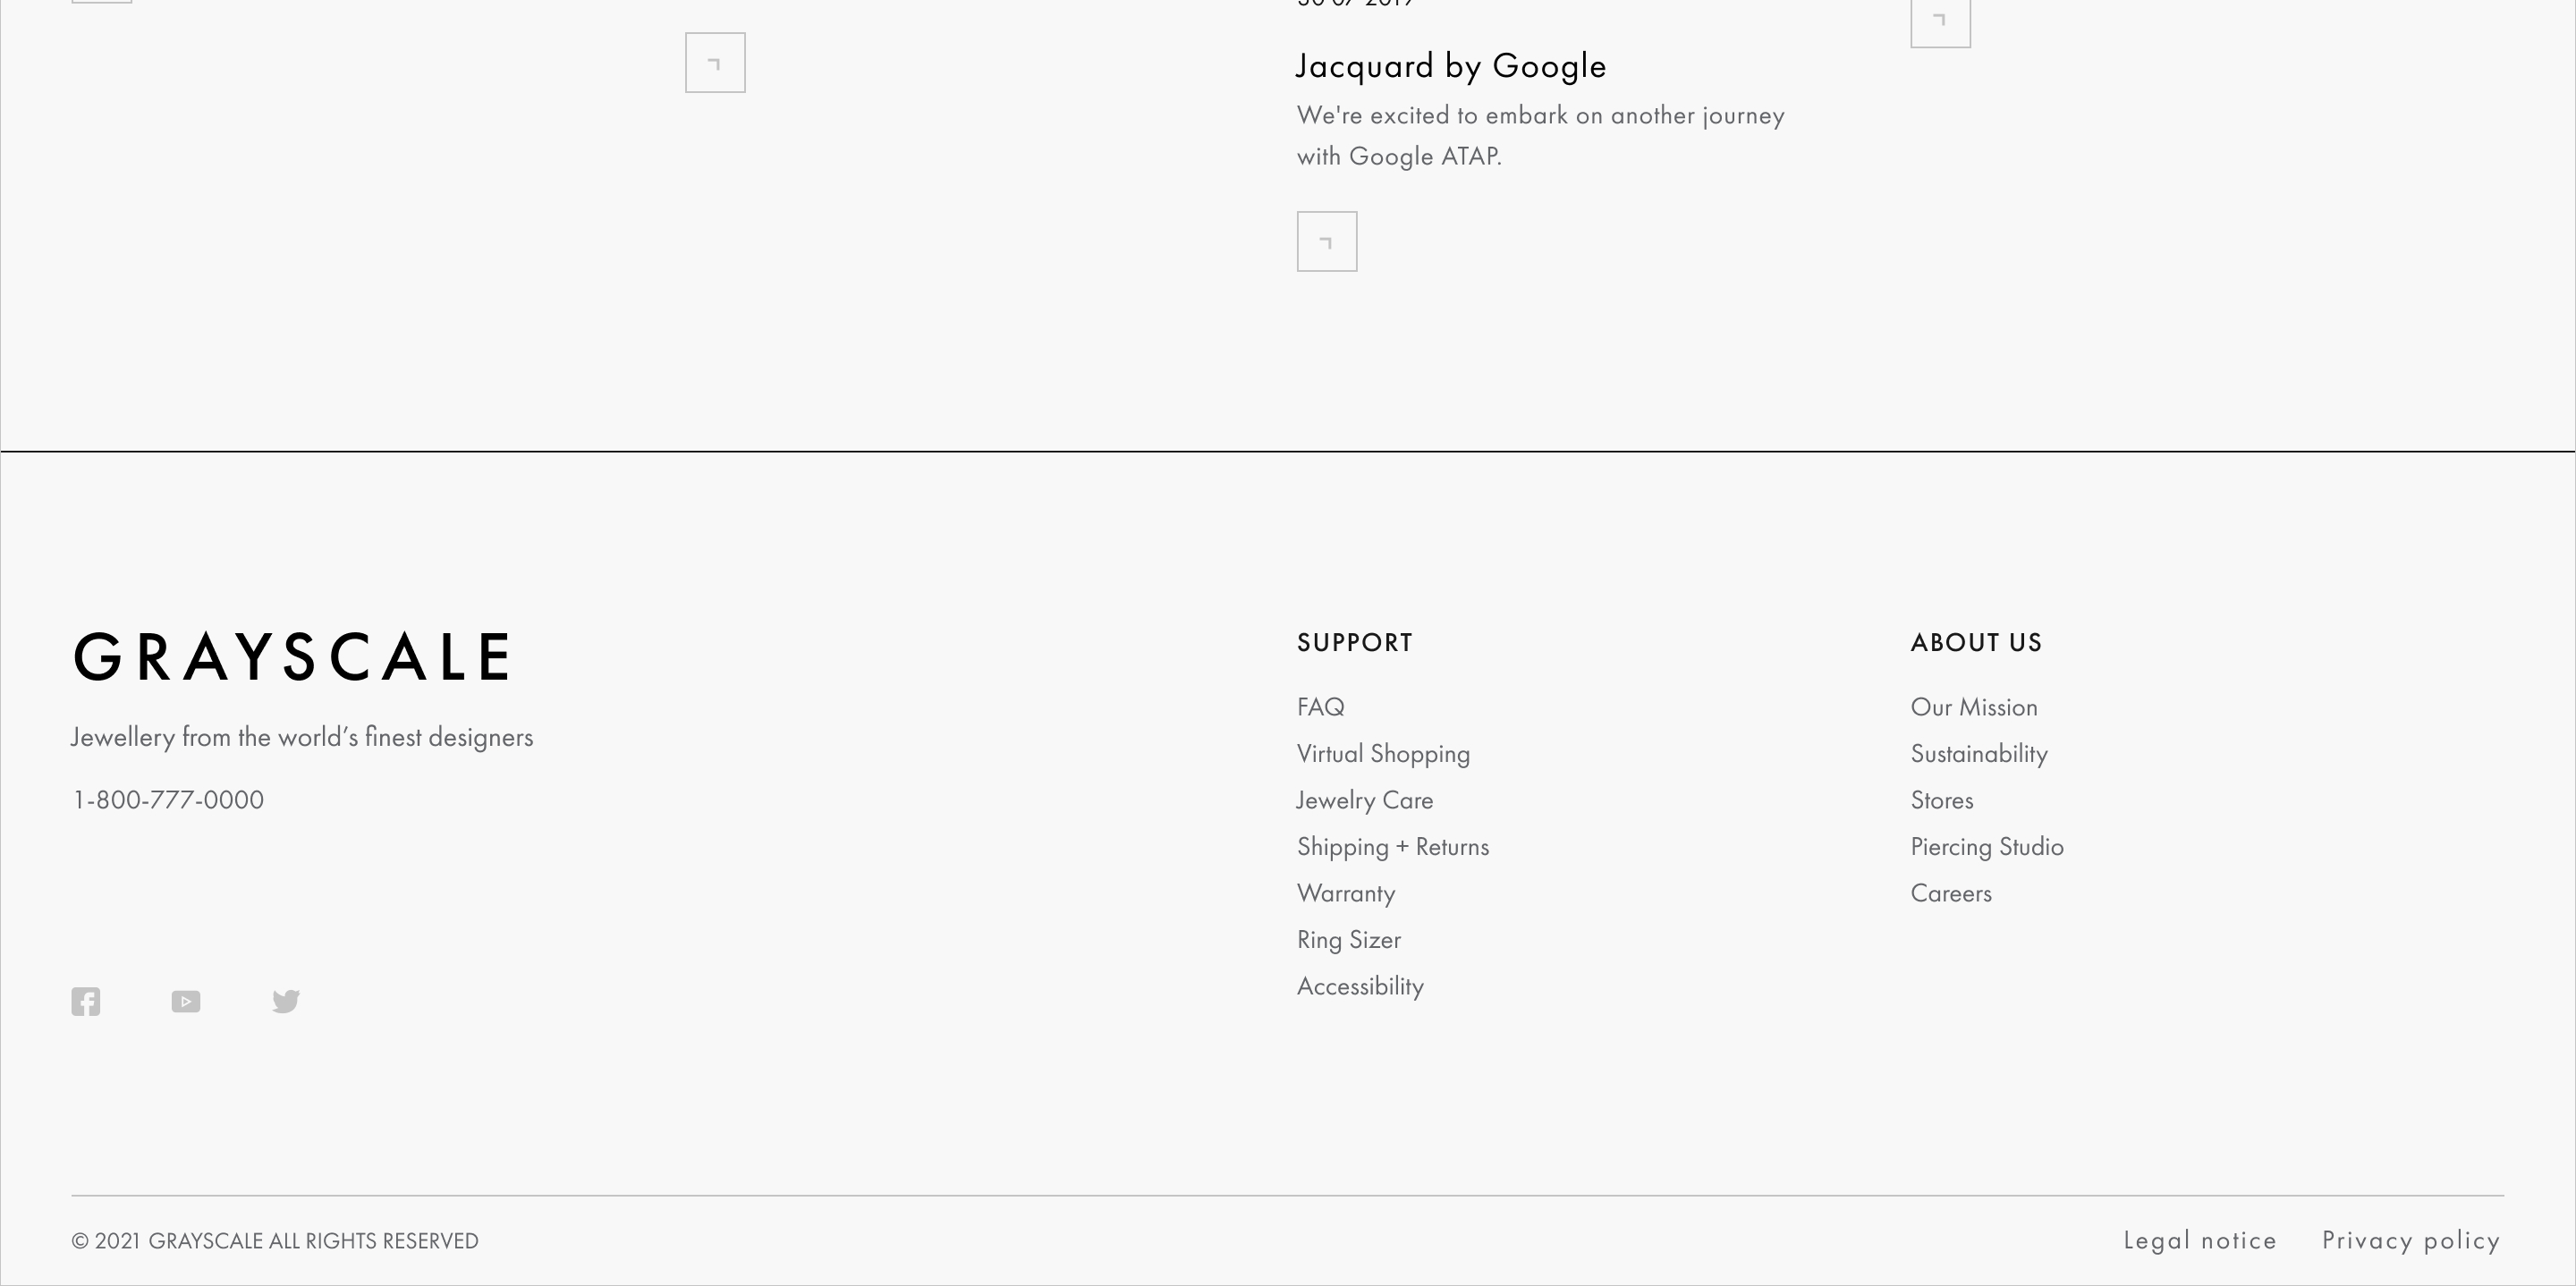 Jacquard by Google
We're excited to embark on another journey
with Google ATAP.
GRAYSCALE
Jewellery from the world’s finest designers
1-800-777-0000
SUPPORT
FAQ
Virtual Shopping
Jewelry Care
Shipping + Returns
Warranty
Ring Sizer
Accessibility
ABOUT US
Our Mission
Sustainability
Stores
Piercing Studio
Careers
© 2021 GRAYSCALE ALL RIGHTS RESERVED
Legal notice
Privacy policy